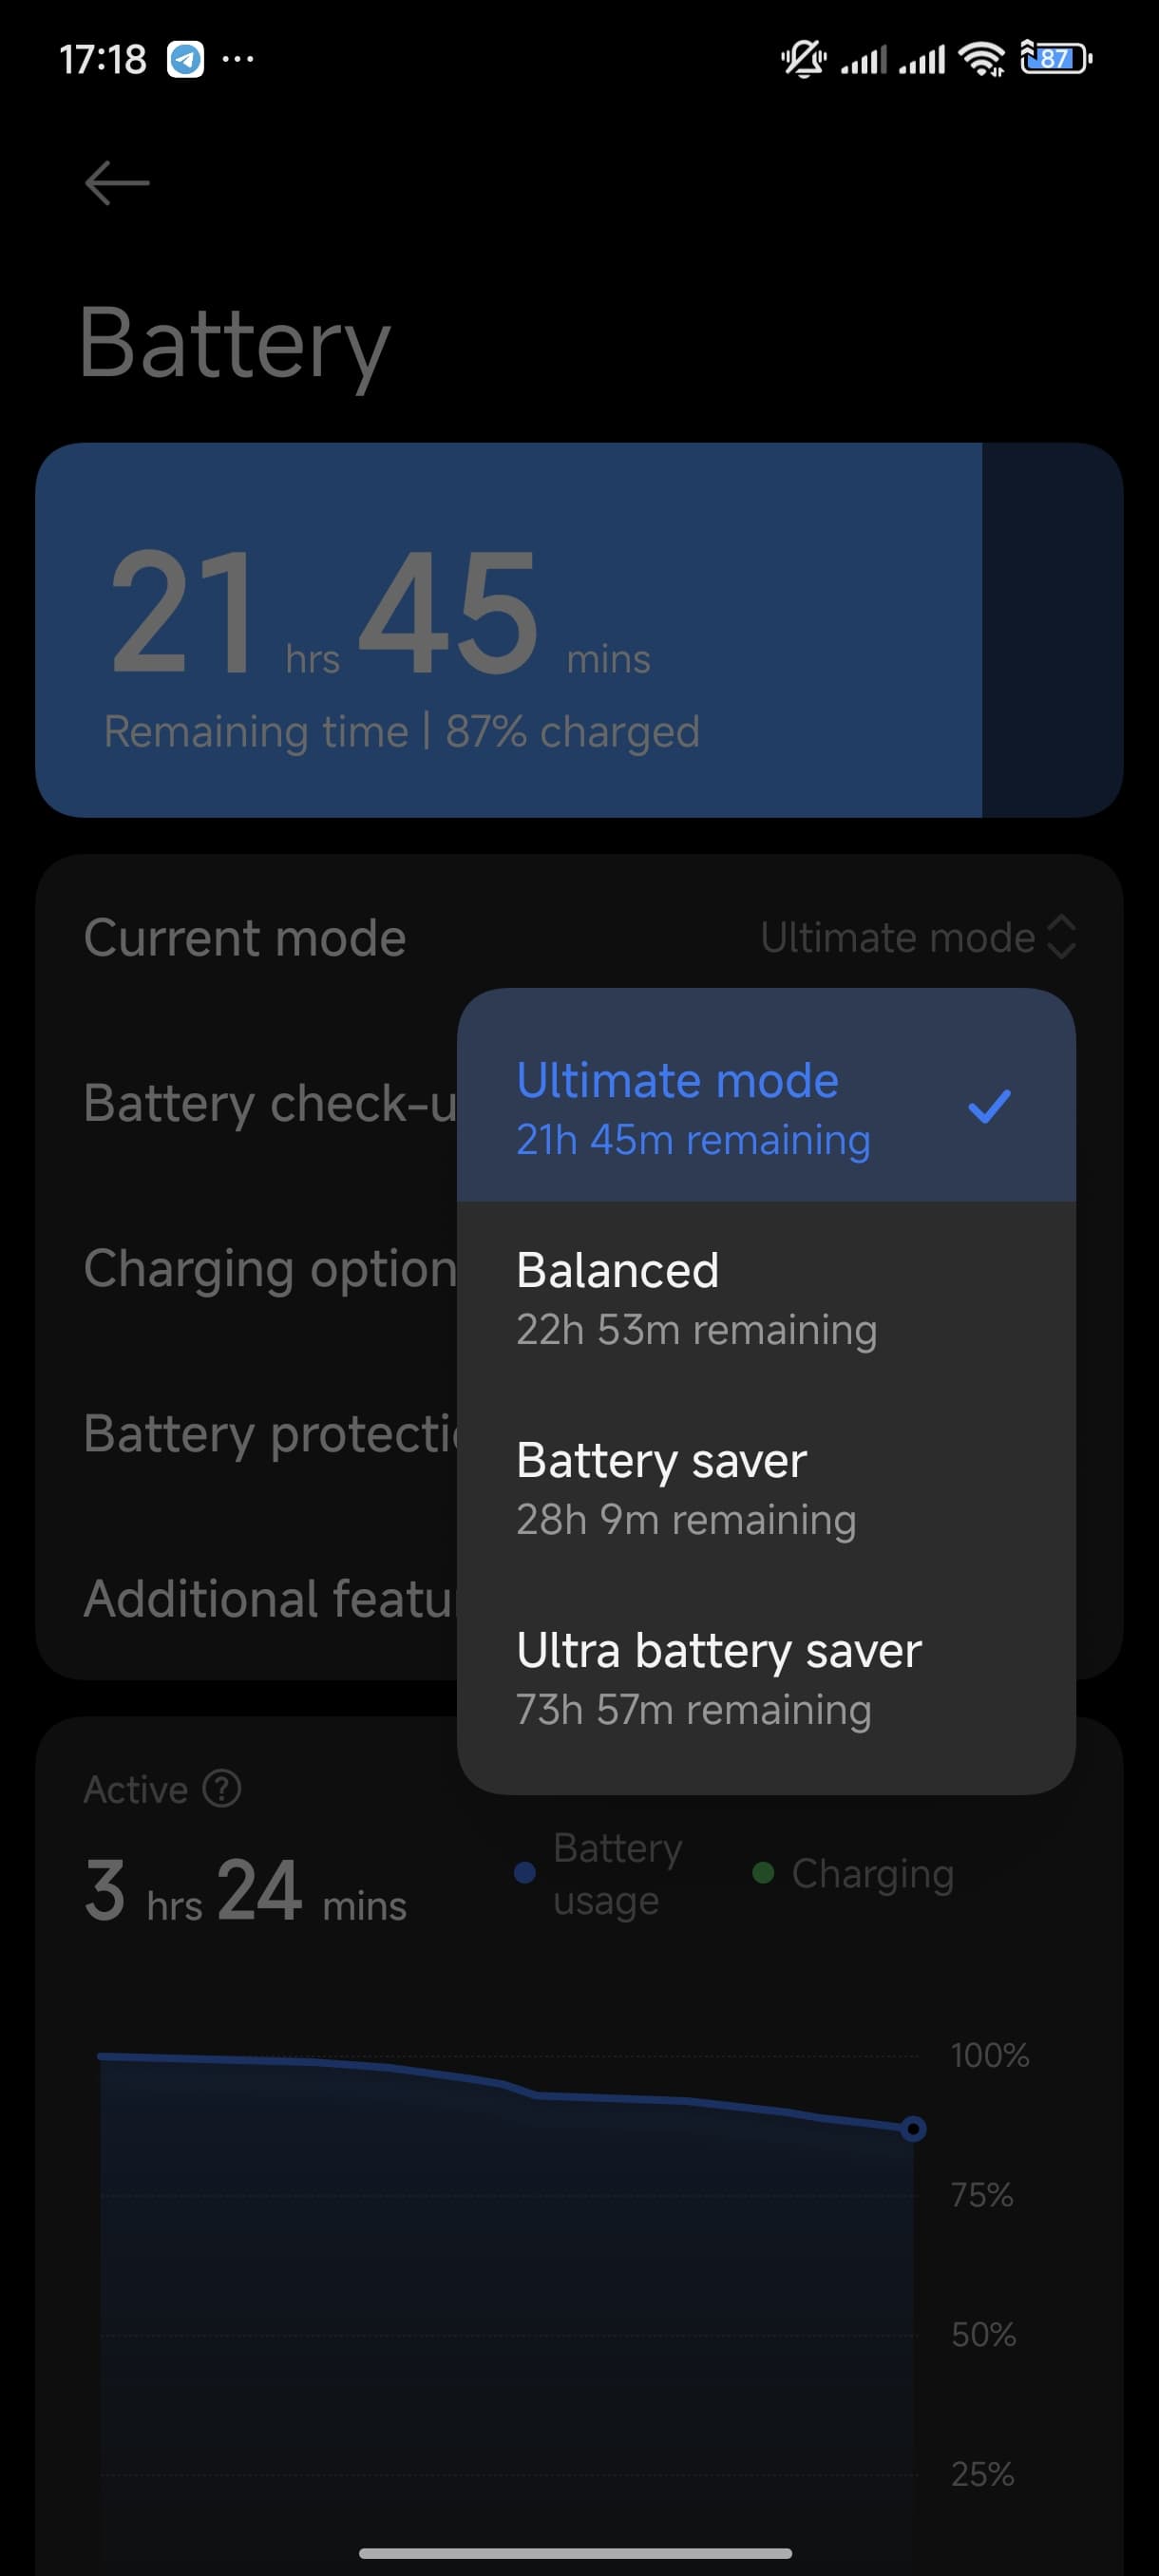 17:18
87
Battery
21 hrs 45 mins
Remaining time | 87% charged
Current mode
Ultimate mode
Ultimate mode
21h 45m remaining
Battery check-u
Charging option
Balanced
22h 53m remaining
Battery protecti
Battery saver
28h 9m remaining
Additional featu
Ultra battery saver
73h 57m remaining
Active ?
3 hrs 24 mins
Battery
usage
Charging
100%
75%
50%
25%